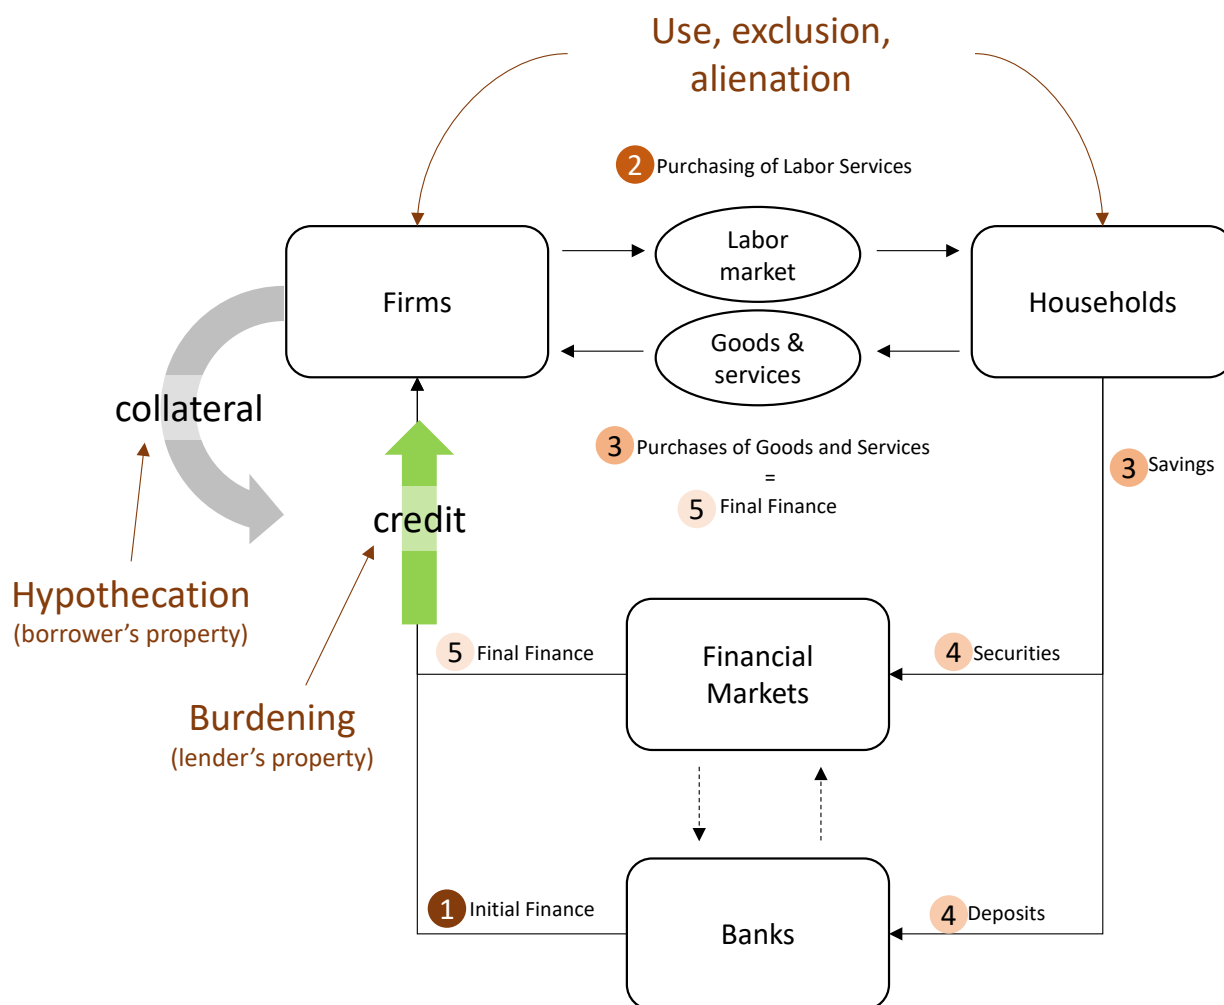 Use, exclusion,
alienation
2 Purchasing of Labor Services
Labor
market
Firms
Households
Goods &
services
collateral
3 Purchases of Goods and Services
=
5 Final Finance
3 Savings
credit
Hypothecation
(borrower’s property)
5 Final Finance
Financial
Markets
4 Securities
Burdening
(lender’s property)
1 Initial Finance
Banks
4 Deposits